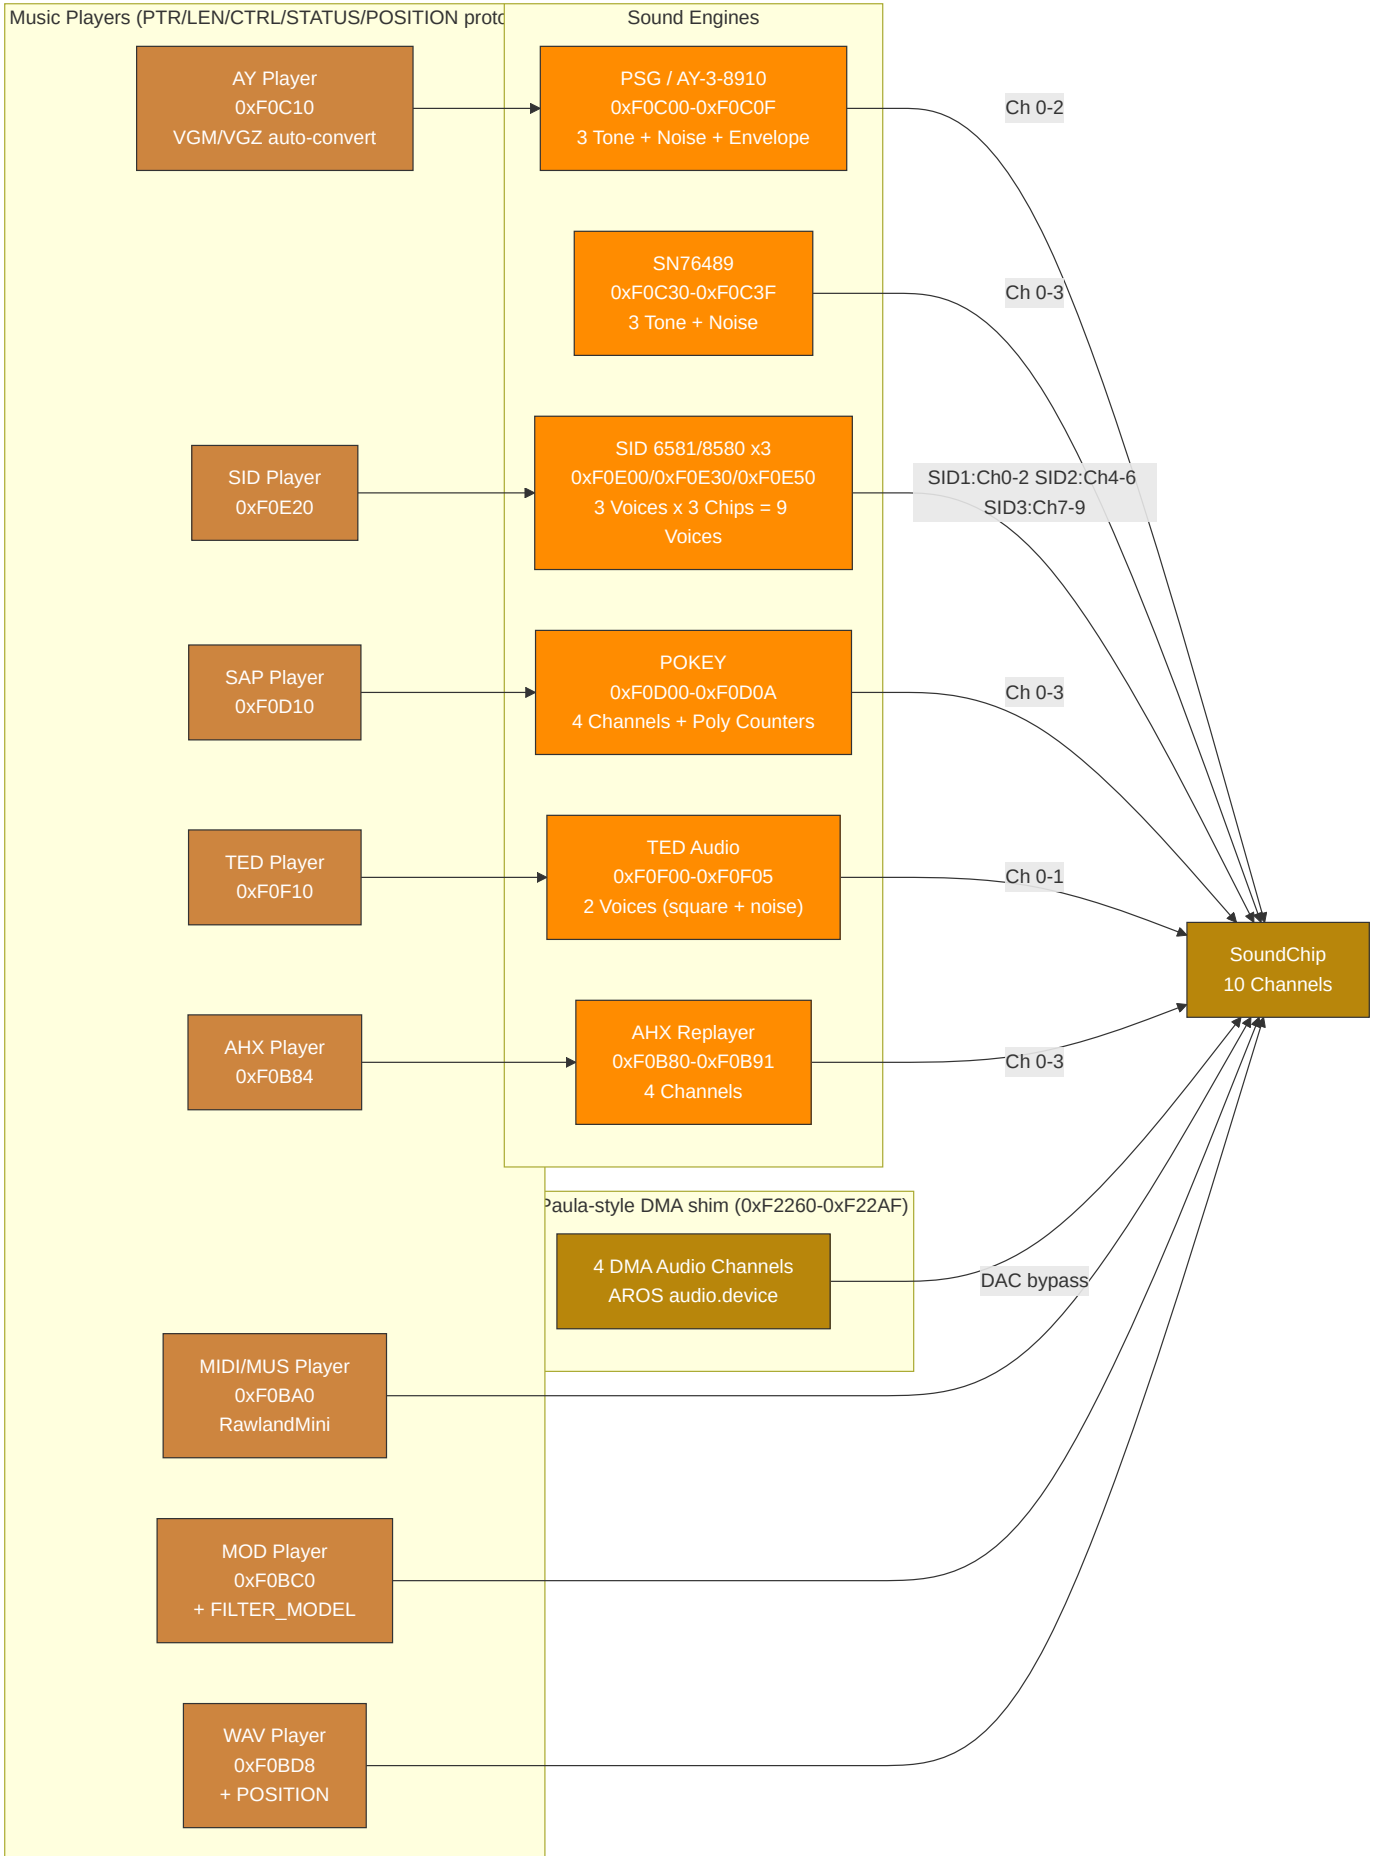 Music Players (PTR/LEN/CTRL/STATUS/POSITION proto
Sound Engines
AY Player
0xF0C10
VGM/VGZ auto-convert
PSG / AY-3-8910
0xF0C00-0xF0C0F
3 Tone + Noise + Envelope
Ch 0-2
SN76489
0xF0C30-0xF0C3F
3 Tone + Noise
Ch 0-3
SID Player
0xF0E20
SID 6581/8580 x3
0xF0E00/0xF0E30/0xF0E50
3 Voices x 3 Chips = 9
Voices
SID1:Ch0-2 SID2:Ch4-6
SID3:Ch7-9
SAP Player
0xF0D10
POKEY
0xF0D00-0xF0D0A
4 Channels + Poly Counters
Ch 0-3
TED Player
0xF0F10
TED Audio
0xF0F00-0xF0F05
2 Voices (square + noise)
Ch 0-1
SoundChip
10 Channels
AHX Player
0xF0B84
AHX Replayer
0xF0B80-0xF0B91
4 Channels
Ch 0-3
Paula-style DMA shim (0xF2260-0xF22AF)
4 DMA Audio Channels
AROS audio.device
DAC bypass
MIDI/MUS Player
0xF0BA0
RawlandMini
MOD Player
0xF0BC0
+ FILTER_MODEL
WAV Player
0xF0BD8
+ POSITION